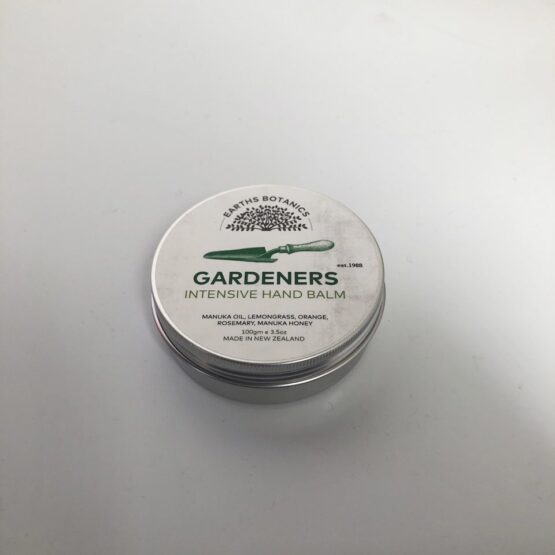 EARTHS BOTANICS
est.1988
GARDENERS
INTENSIVE HAND BALM
MANUKA OIL, LEMONGRASS, ORANGE,
ROSEMARY, MANUKA HONEY
100gm e 3.5oz
MADE IN NEW ZEALAND